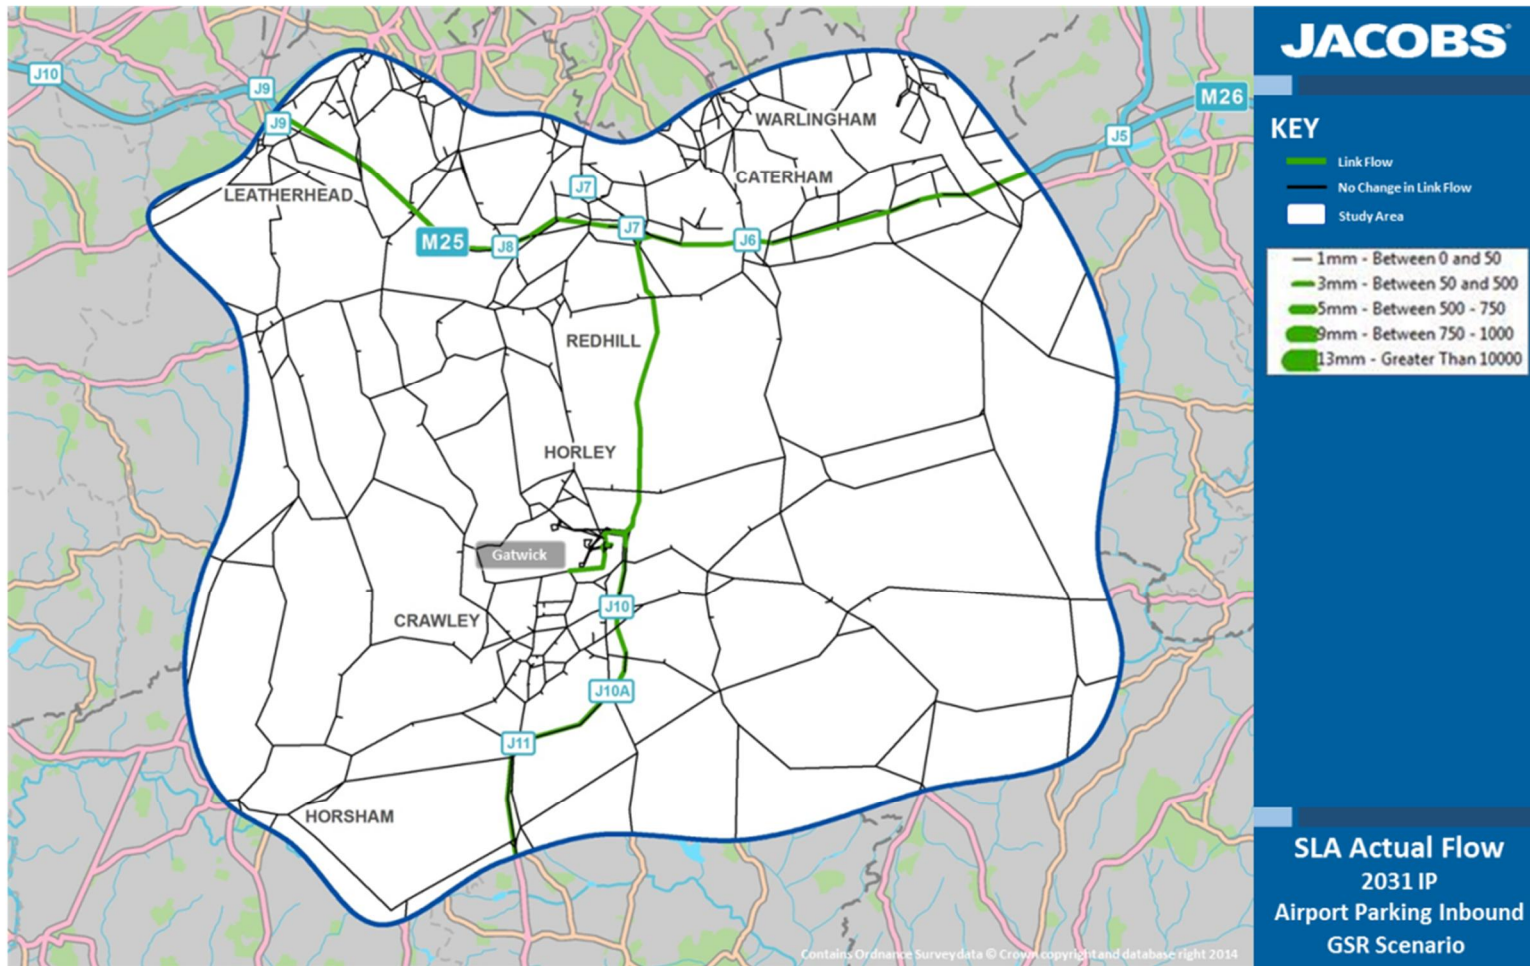 J10
J9
J9
LEATHERHEAD
M25
J8
J7
J7
J6
WARLINGHAM
CATERHAM
J5
M26
REDHILL
HORLEY
Gatwick
CRAWLEY
J10
J10A
J11
HORSHAM
Contains Ordnance Survey data © Crown copyright and database right 2014
JACOBS
KEY
Link Flow
No Change in Link Flow
Study Area
1mm - Between 0 and 50
3mm - Between 50 and 500
5mm - Between 500 - 750
9mm - Between 750 - 1000
13mm - Greater Than 10000
SLA Actual Flow
2031 IP
Airport Parking Inbound
GSR Scenario